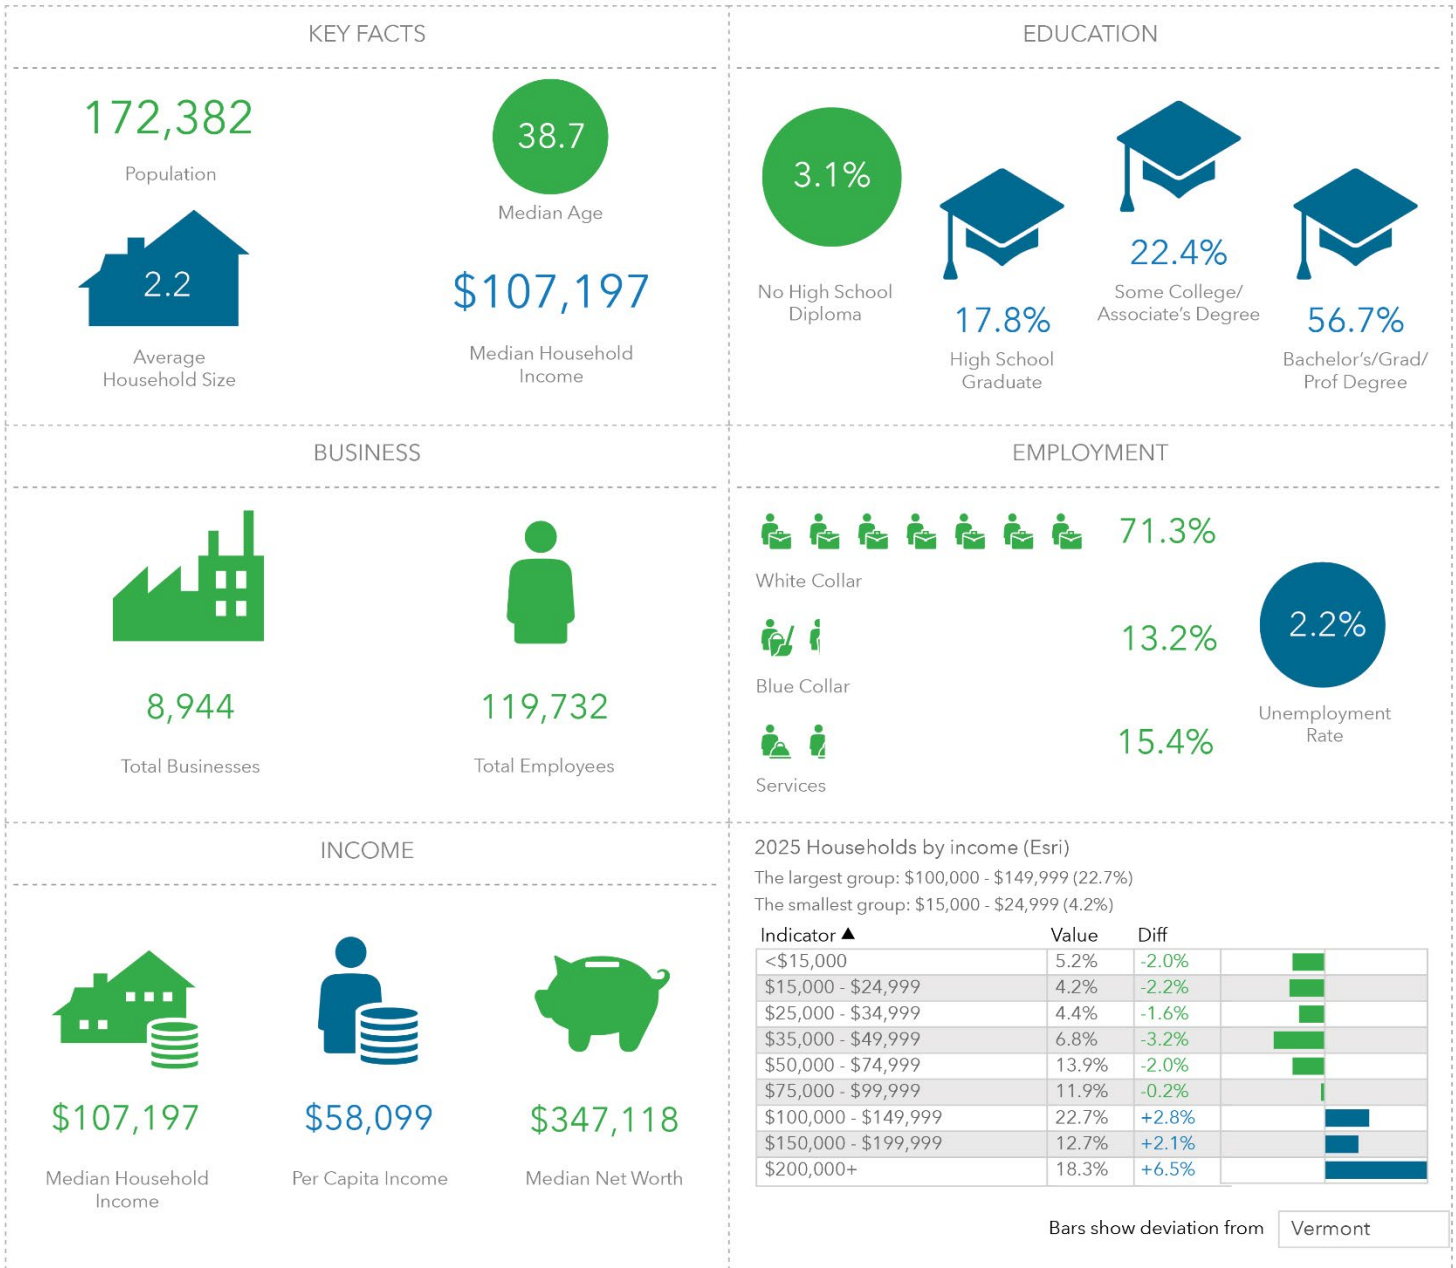 KEY FACTS
172,382
Population
38.7
Median Age
2.2
Average
Household Size
$107,197
Median Household
Income
EDUCATION
3.1%
No High School
Diploma
17.8%
High School
Graduate
22.4%
Some College/
Associate's Degree
56.7%
Bachelor's/Grad/
Prof Degree
BUSINESS
8,944
Total Businesses
119,732
Total Employees
EMPLOYMENT
71.3%
White Collar
13.2%
Blue Collar
15.4%
Services
2.2%
Unemployment
Rate
INCOME
$107,197
Median Household
Income
$58,099
Per Capita Income
$347,118
Median Net Worth
2025 Households by income (Esri)
The largest group: $100,000 - $149,999 (22.7%)
The smallest group: $15,000 - $24,999 (4.2%)
Indicator ▲ Value Diff
<$15,000 5.2% -2.0%
$15,000 - $24,999 4.2% -2.2%
$25,000 - $34,999 4.4% -1.6%
$35,000 - $49,999 6.8% -3.2%
$50,000 - $74,999 13.9% -2.0%
$75,000 - $99,999 11.9% -0.2%
$100,000 - $149,999 22.7% +2.8%
$150,000 - $199,999 12.7% +2.1%
$200,000+ 18.3% +6.5%
Bars show deviation from Vermont